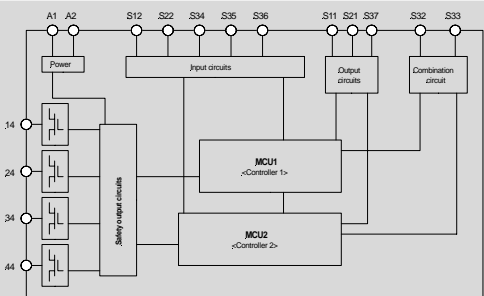 A1 A2 S12 S22 S34 S35 S36 S11 S21 S37 S32 S33
Power
Input circuits
Output
circuits
Combination
circuit
14
24
34
44
Safety output circuits
MCU1
<Controller 1>
MCU2
<Controller 2>